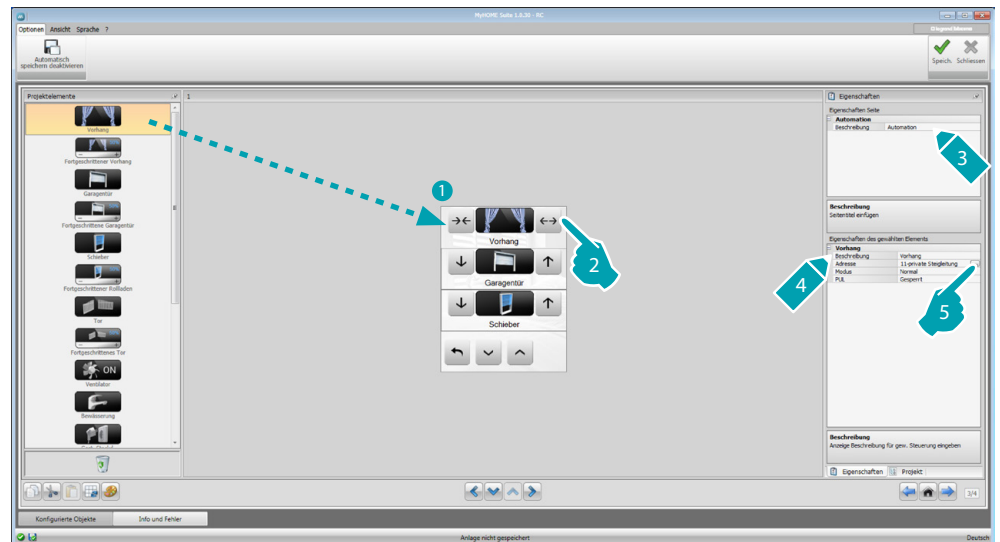 MyHOME Suite 1.0.30 - RC
Optionen Ansicht Sprache ?
Automatisch
speichern deaktivieren
Speich. Schliessen
Projektelemente
1
Eigenschaften
Vorhang
Fortgeschrittener Vorhang
Garagentür
Fortgeschrittene Garagentür
Schieber
Fortgeschrittener Rollladen
Tor
Fortgeschrittenes Tor
ON
Ventilator
Bewässerung
1
Vorhang
2
Garagentür
Schieber
Eigenschaften Seite
Automation
Beschreibung Automation
3
Beschreibung
Seitentitel einfügen
Eigenschaften des gewählten Elements
Vorhang
Beschreibung Vorhang
Adresse 11-private Steigleitung
Modus Normal
PUL Gesperrt
4
5
Beschreibung
Anzeige Beschreibung für gew. Steuerung eingeben
Eigenschaften Projekt
3/4
Konfigurierte Objekte Info und Fehler
Anlage nicht gespeichert
Deutsch